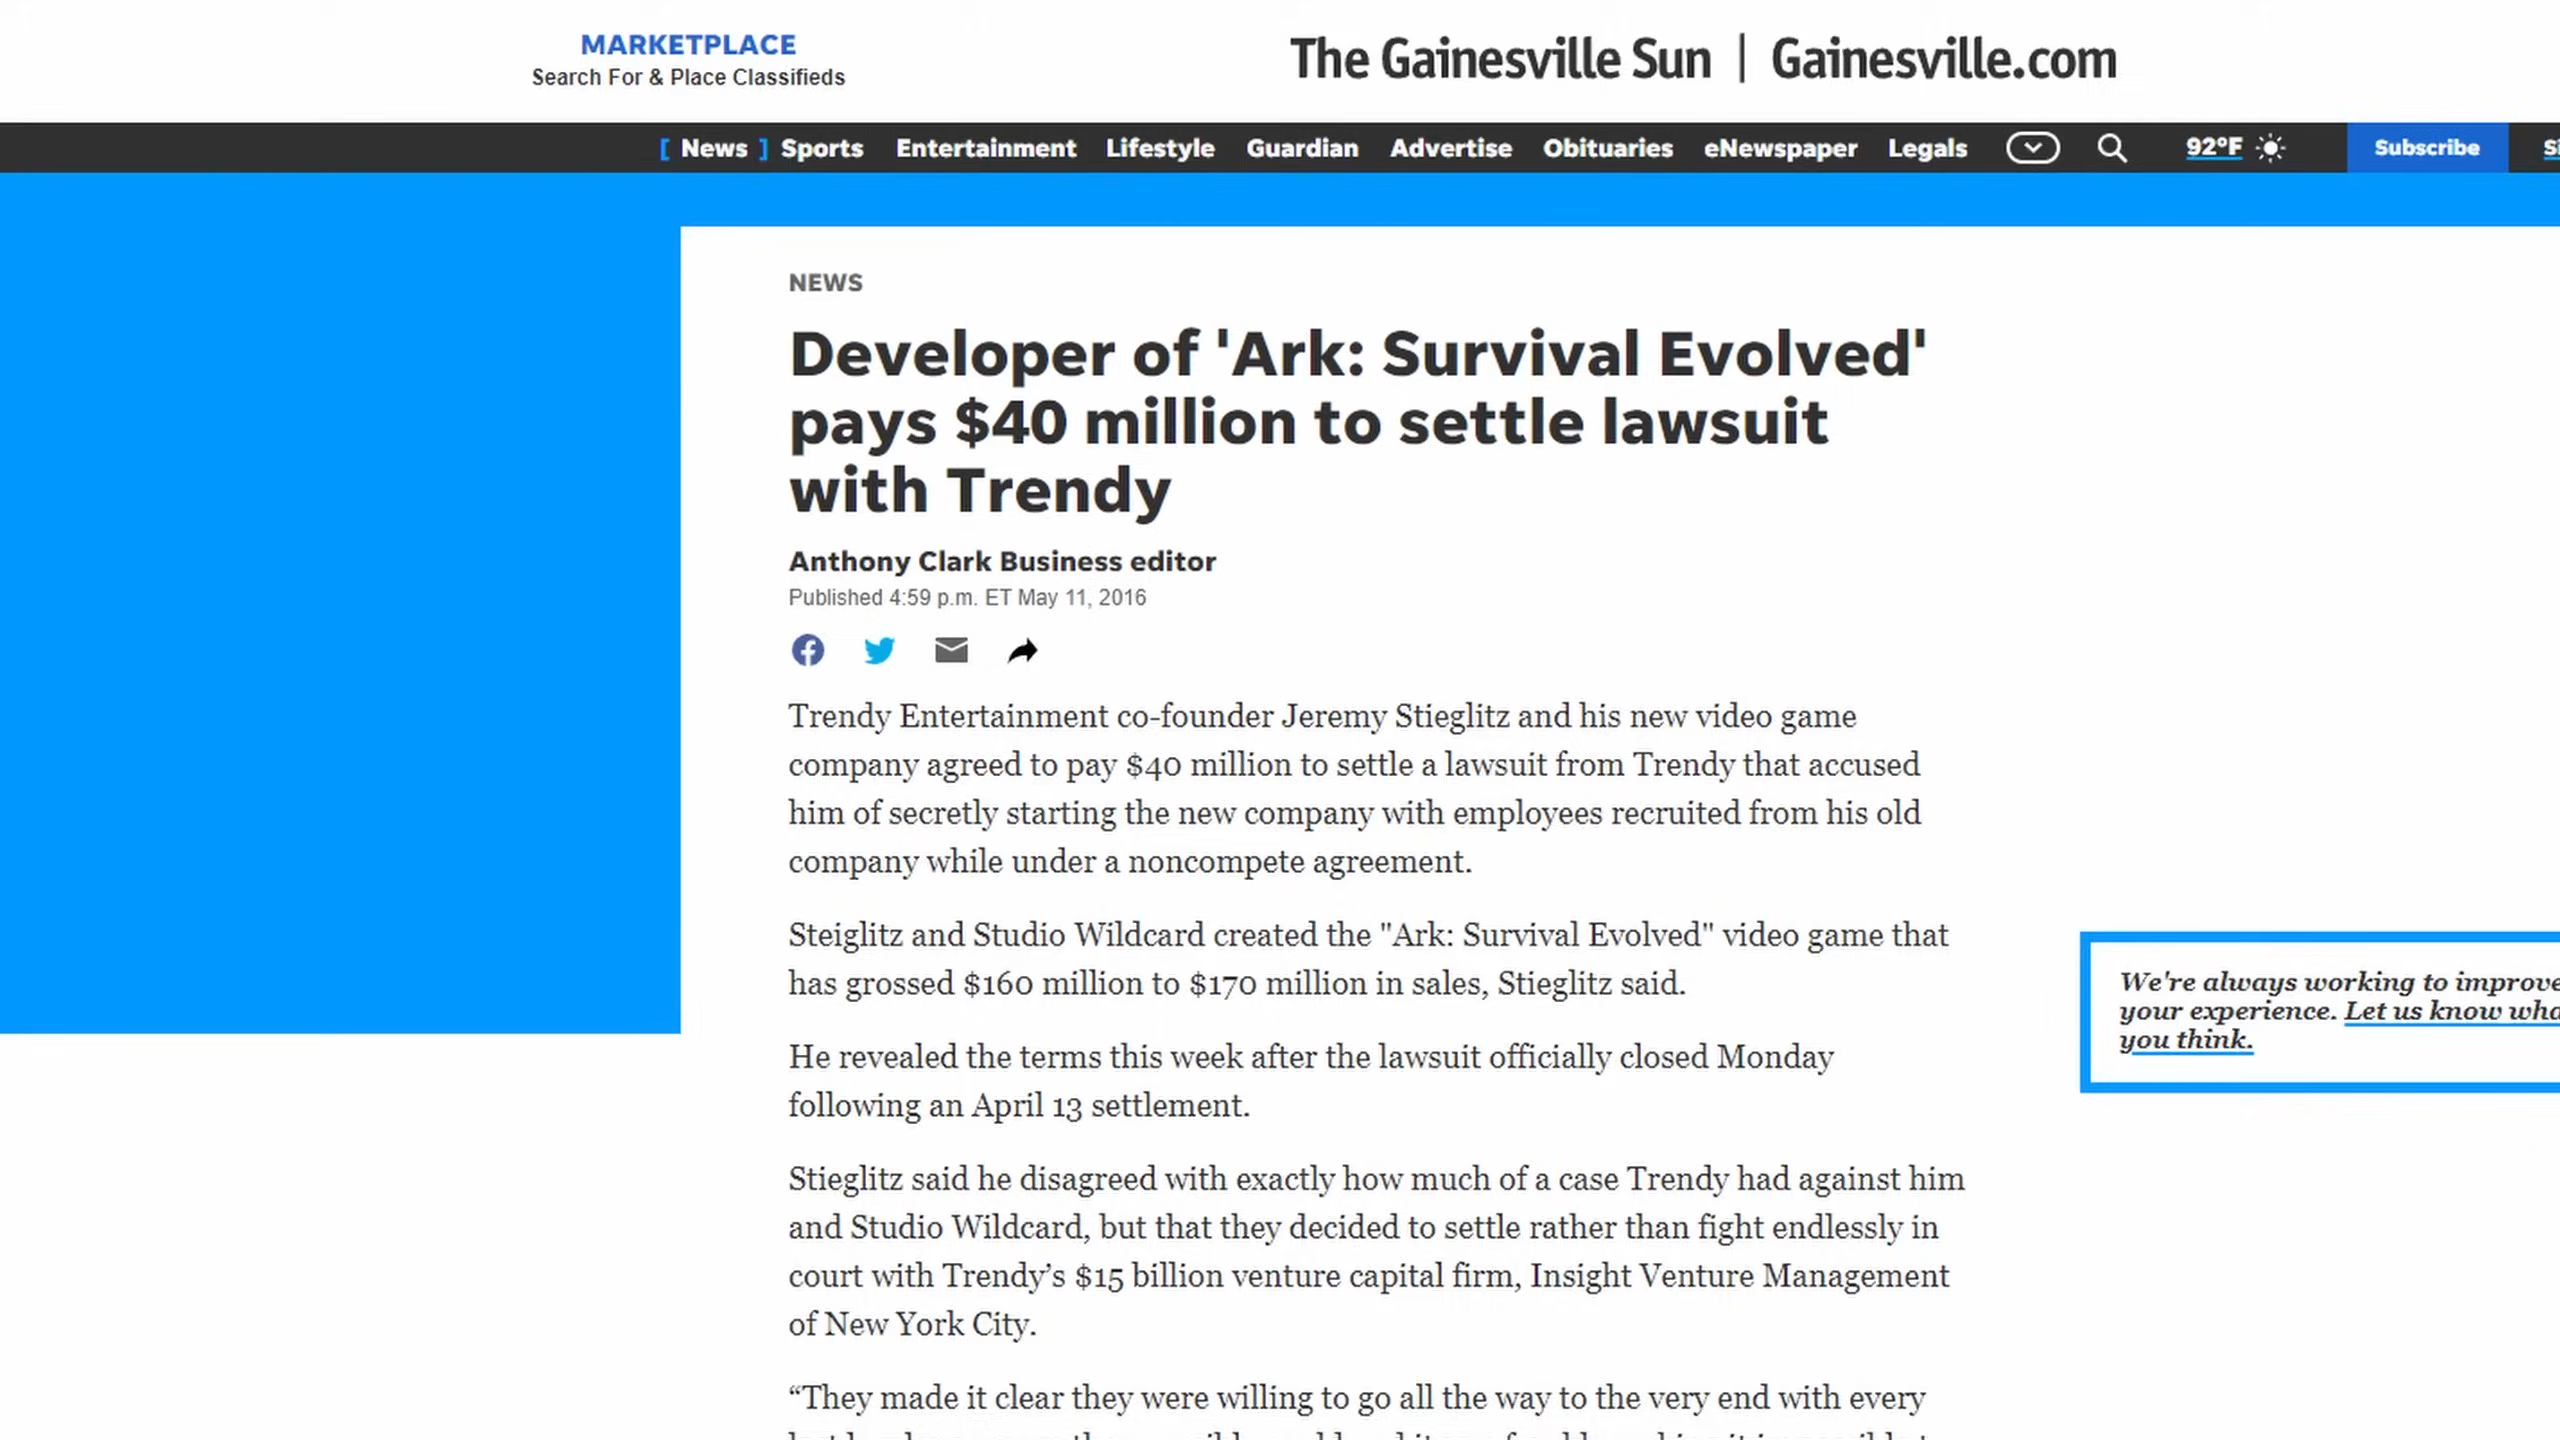 MARKETPLACE
Search For & Place Classifieds
The Gainesville Sun | Gainesville.com
[ News ] Sports Entertainment Lifestyle Guardian Advertise Obituaries eNewspaper Legals 92°F Subscribe
NEWS
Developer of 'Ark: Survival Evolved'
pays $40 million to settle lawsuit
with Trendy
Anthony Clark Business editor
Published 4:59 p.m. ET May 11, 2016
Trendy Entertainment co-founder Jeremy Stieglitz and his new video game
company agreed to pay $40 million to settle a lawsuit from Trendy that accused
him of secretly starting the new company with employees recruited from his old
company while under a noncompete agreement.
Steiglitz and Studio Wildcard created the "Ark: Survival Evolved" video game that
has grossed $160 million to $170 million in sales, Stieglitz said.
He revealed the terms this week after the lawsuit officially closed Monday
following an April 13 settlement.
Stieglitz said he disagreed with exactly how much of a case Trendy had against him
and Studio Wildcard, but that they decided to settle rather than fight endlessly in
court with Trendy’s $15 billion venture capital firm, Insight Venture Management
of New York City.
“They made it clear they were willing to go all the way to the very end with every
We're always working to improve
your experience. Let us know
you think.